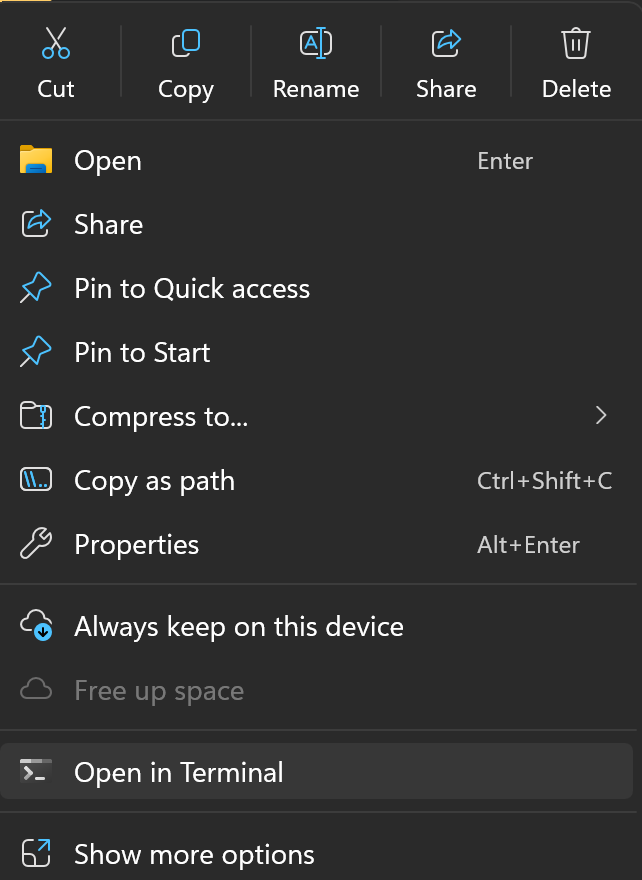 Cut Copy Rename Share Delete
Open Enter
Share
Pin to Quick access
Pin to Start
Compress to...
Copy as path Ctrl+Shift+C
Properties Alt+Enter
Always keep on this device
Free up space
Open in Terminal
Show more options